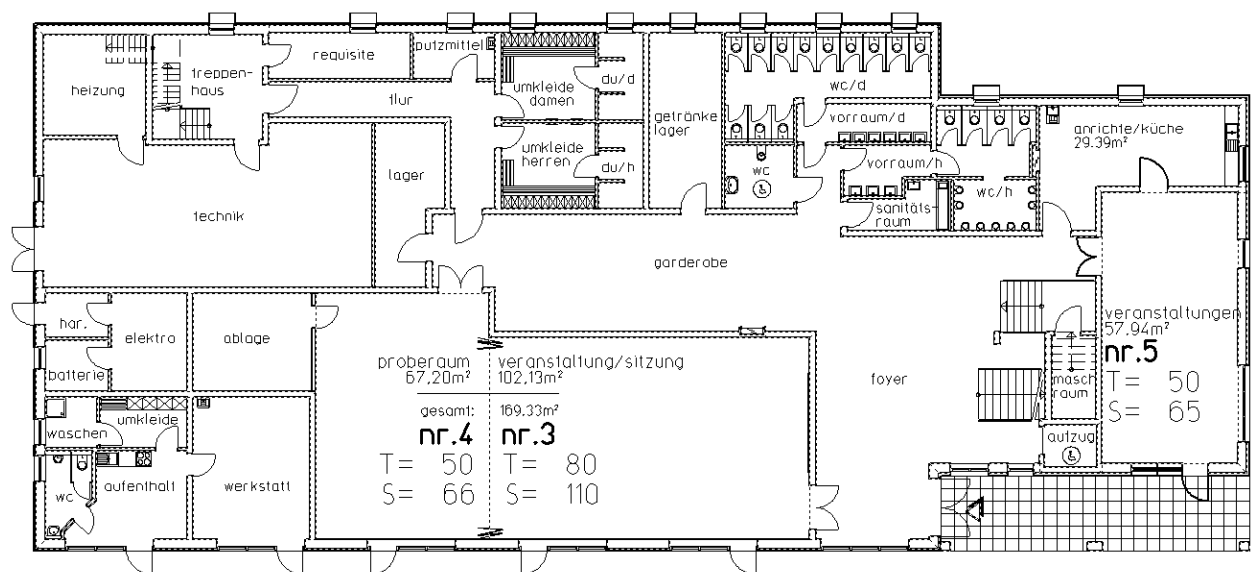 requisite
putzmittel
heizung
treppen-
haus
umkleide
damen
du/d
wc/d
flur
getränke
lager
vorraum/d
anrichte/küche
29.39m²
umkleide
herren
du/h
vorraum/h
wc
lager
wc/h
technik
sanitäts-
raum
garderobe
har.
elektro
ablage
veranstaltungen
57.94m²
nr.5
T= 50
S= 65
batterie
proberaum
67.20m²
veranstaltung/sitzung
102.13m²
foyer
masch
raum
gesamt: 169.33m²
nr.4
T= 50
S= 66
nr.3
T= 80
S= 110
waschen
umkleide
aufzug
wc
aufenthalt
werkstatt